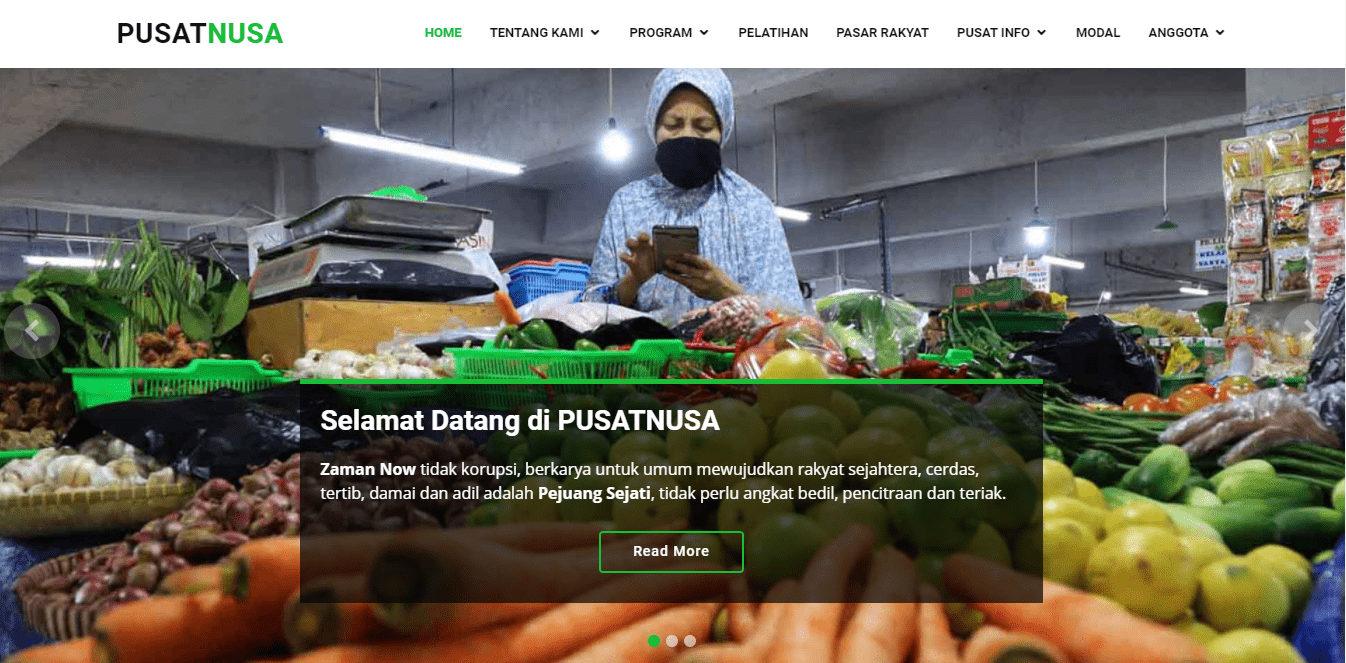 PUSATNUSA
HOME TENTANG KAMI PROGRAM PELATIHAN PASAR RAKYAT PUSAT INFO MODAL ANGGOTA
Selamat Datang di PUSATNUSA
Zaman Now tidak korupsi, berkarya untuk umum mewujudkan rakyat sejahtera, cerdas,
tertib, damai dan adil adalah Pejuang Sejati, tidak perlu angkat bedil, pencitraan dan teriak.
Read More